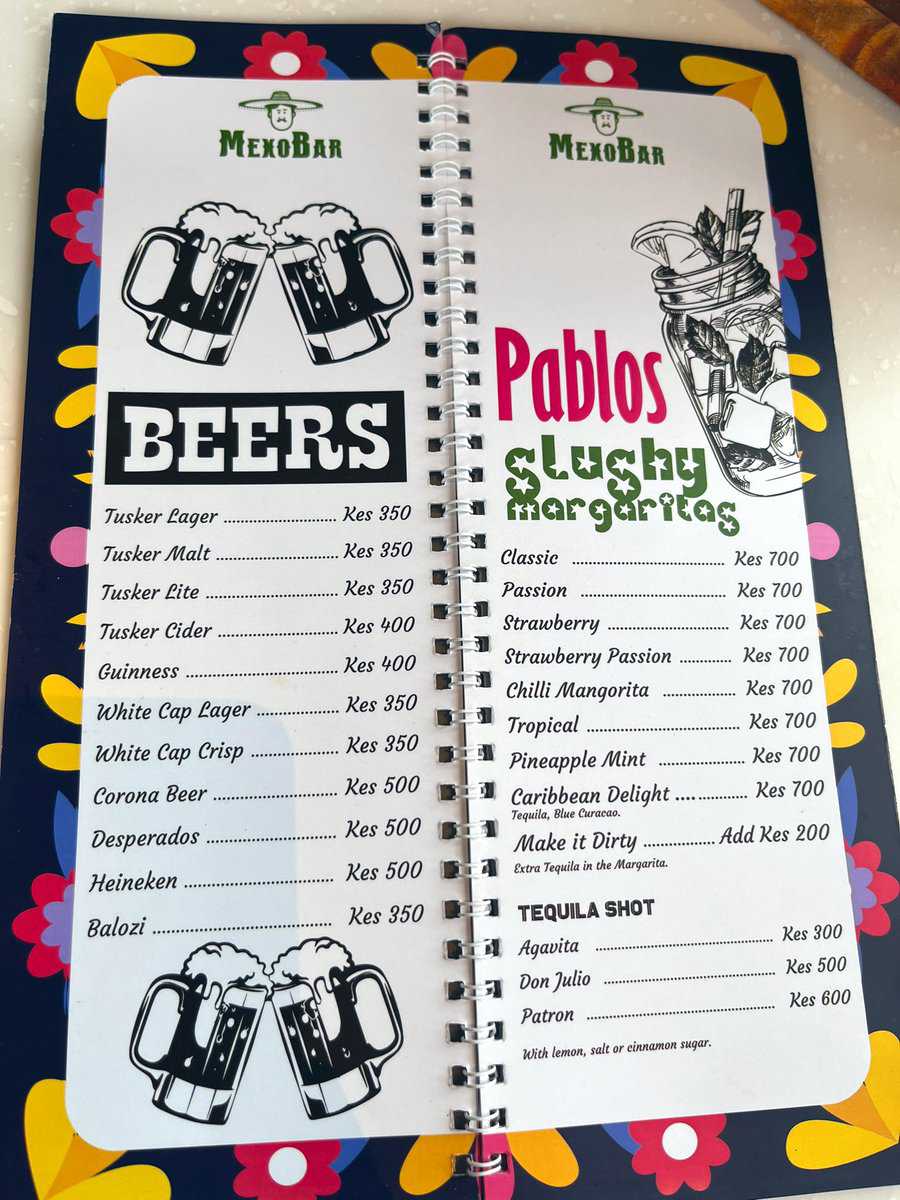 MEXOBAR
BEERS
Tusker Lager ........................ Kes 350
Tusker Malt ........................ Kes 350
Tusker Lite ........................ Kes 350
Tusker Cider ........................ Kes 400
Guinness ........................ Kes 400
White Cap Lager ................ Kes 350
White Cap Crisp ................ Kes 350
Corona Beer ........................ Kes 500
Desperados ........................ Kes 500
Heineken ........................ Kes 500
Balozi ........................ Kes 350
MEXOBAR
Pablos
slushy
margaritas
Classic ........................ Kes 700
Passion ........................ Kes 700
Strawberry ........................ Kes 700
Strawberry Passion ............ Kes 700
Chilli Mangorita ................ Kes 700
Tropical ........................ Kes 700
Pineapple Mint ................ Kes 700
Caribbean Delight ................ Kes 700
Tequila, Blue Curacao.
Make it Dirty ................ Add Kes 200
Extra Tequila in the Margarita.
TEQUILA SHOT
Agavita ........................ Kes 300
Don Julio ........................ Kes 500
Patron ........................ Kes 600
With lemon, salt or cinnamon sugar.